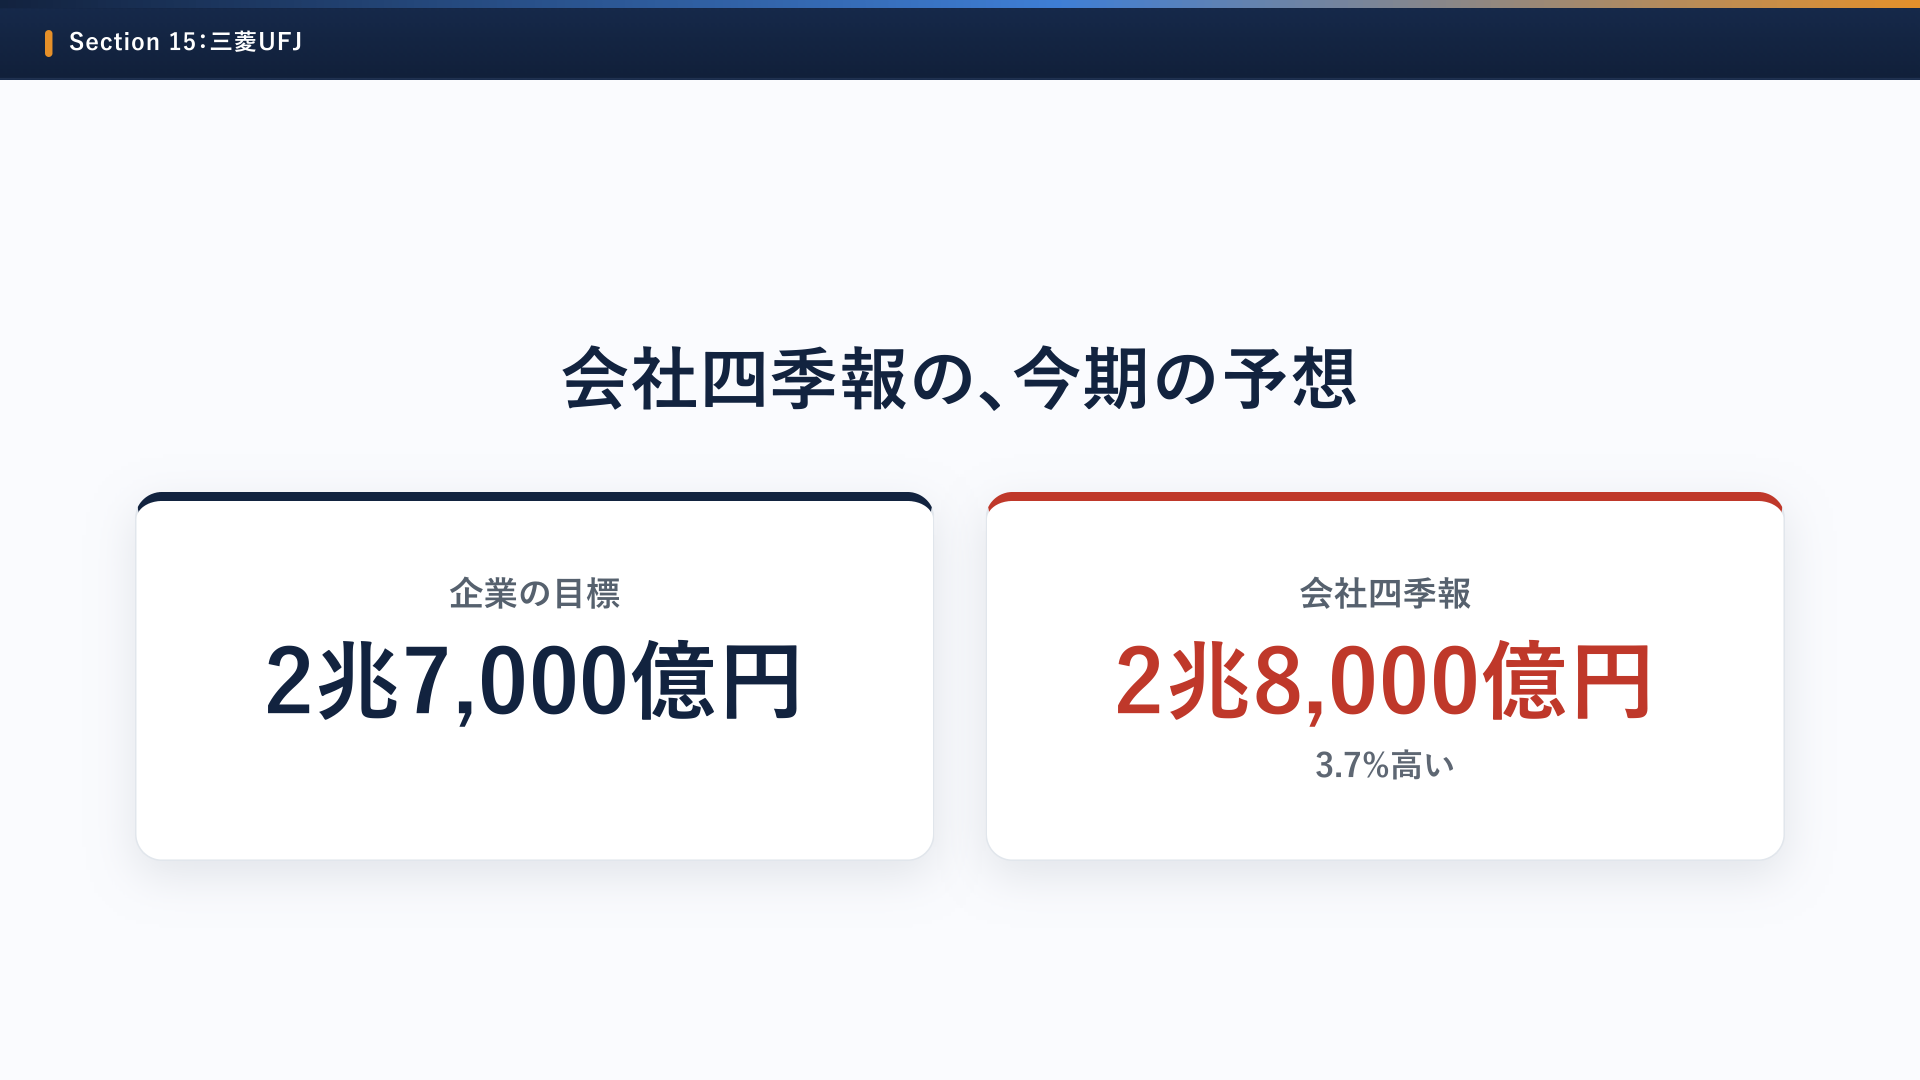 Section 15：三菱UFJ
会社四季報の、今期の予想
企業の目標
2兆7,000億円
会社四季報
2兆8,000億円
3.7%高い